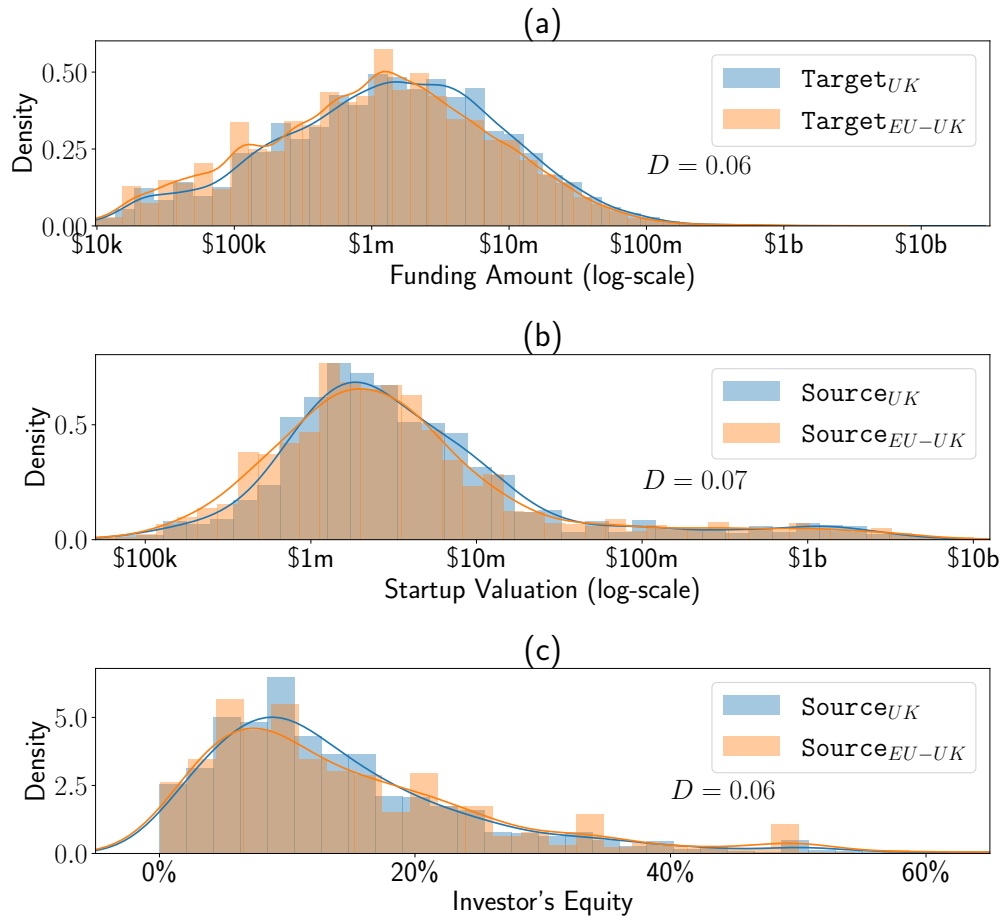 (a)
Density
0.50
0.25
0.00
Target_UK
Target_EU−UK
D = 0.06
$10k $100k $1m $10m $100m $1b $10b
Funding Amount (log-scale)
(b)
Density
0.5
0.0
Source_UK
Source_EU−UK
D = 0.07
$100k $1m $10m $100m $1b $10b
Startup Valuation (log-scale)
(c)
Density
5.0
2.5
0.0
Source_UK
Source_EU−UK
D = 0.06
0% 20% 40% 60%
Investor's Equity